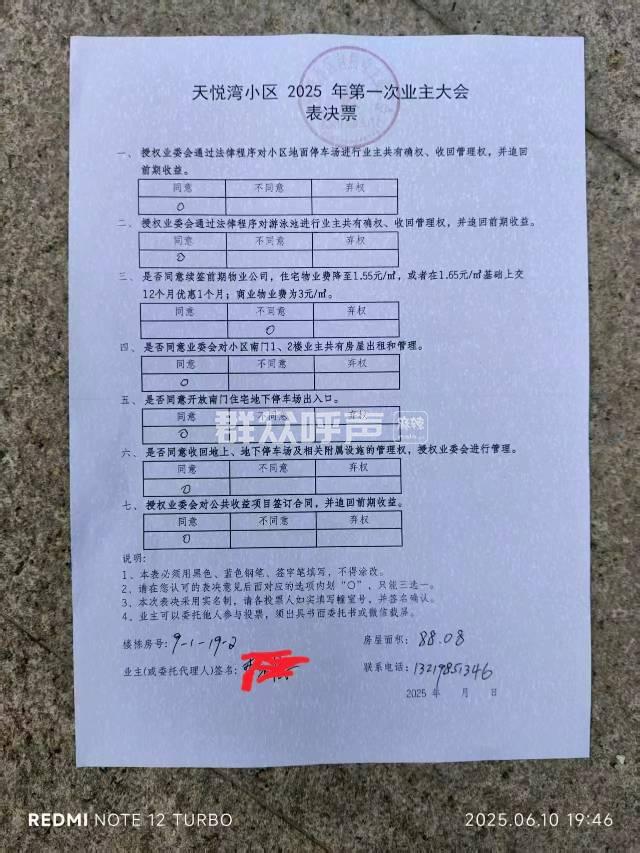 天悦湾小区 2025 年第一次业主大会
表决票
一、授权业委会通过法律程序对小区地面停车场进行业主共有确权、收回管理权，并追回
前期收益。
同意 不同意 弃权
O
二、授权业委会通过法律程序对游泳池进行业主共有确权、收回管理权，并追回前期收益。
同意 不同意 弃权
O
三、是否同意续签前期物业公司，住宅物业费降至1.55元/㎡，或者在1.65元/㎡基础上交
12个月优惠1个月；商业物业费为3元/㎡。
同意 不同意 弃权
O
四、是否同意业委会对小区南门1、2楼业主共有房屋出租和管理。
同意 不同意 弃权
O
五、是否同意开放南门住宅地下停车场出入口。
同意 不同意 弃权
O
群众呼声 麻辣
六、是否同意收回地上、地下停车场及相关附属设施的管理权，授权业委会进行管理。
同意 不同意 弃权
O
七、授权业委会对公共收益项目签订合同，并追回前期收益。
同意 不同意 弃权
O
说明：
1、本表必须用黑色、蓝色钢笔、签字笔填写，不得涂改。
2、请在您认可的表决意见后面对应的选项内划“O”，只能三选一。
3、本次表决采用实名制，请各投票人如实填写幢室号，并签名确认。
4、业主可以委托他人参与投票，须出具书面委托书或微信截屏。
楼栋房号：9-1-19-2 房屋面积：88.08
业主(或委托代理人)签名： 联系电话：13219851346
2025 年 月 日
REDMI NOTE 12 TURBO 2025.06.10 19:46